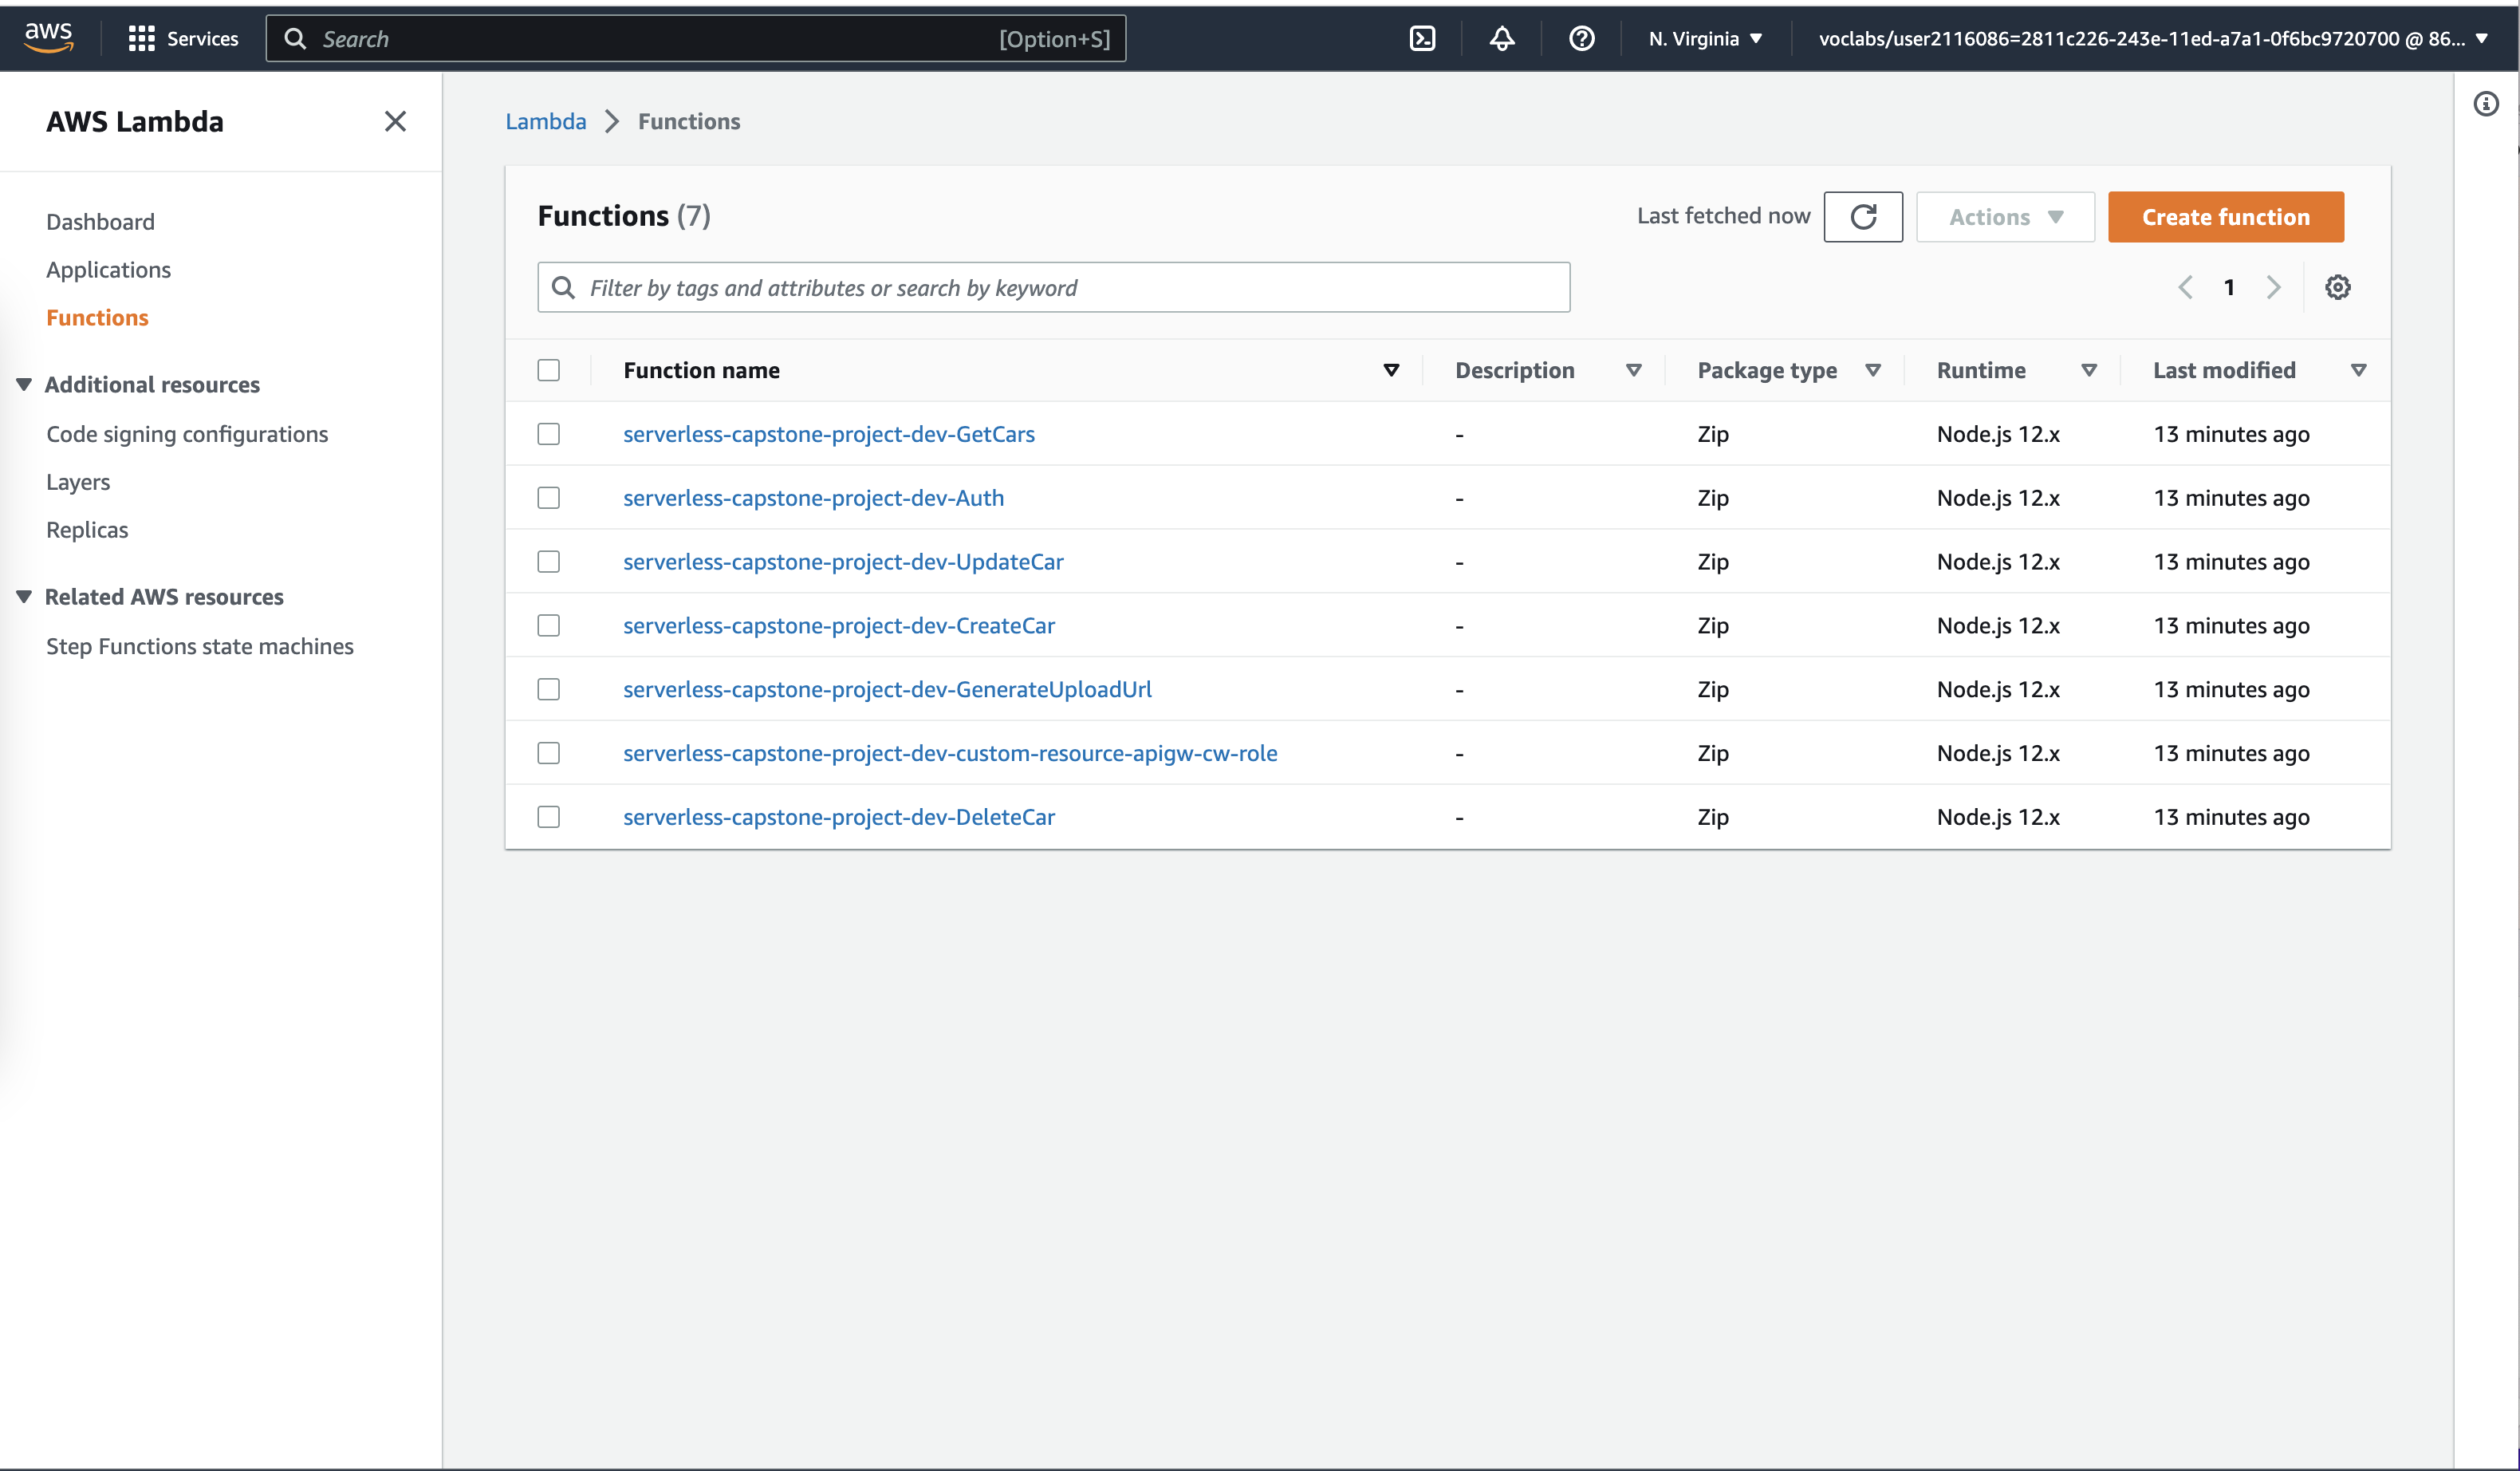 aws Services Search [Option+S] N. Virginia voclabs/user2116086=2811c226-243e-11ed-a7a1-0f6bc9720700 @ 86...
AWS Lambda
Dashboard
Applications
Functions
Additional resources
Code signing configurations
Layers
Replicas
Related AWS resources
Step Functions state machines
Lambda Functions
Functions (7) Last fetched now Actions Create function
Filter by tags and attributes or search by keyword 1
Function name Description Package type Runtime Last modified
serverless-capstone-project-dev-GetCars - Zip Node.js 12.x 13 minutes ago
serverless-capstone-project-dev-Auth - Zip Node.js 12.x 13 minutes ago
serverless-capstone-project-dev-UpdateCar - Zip Node.js 12.x 13 minutes ago
serverless-capstone-project-dev-CreateCar - Zip Node.js 12.x 13 minutes ago
serverless-capstone-project-dev-GenerateUploadUrl - Zip Node.js 12.x 13 minutes ago
serverless-capstone-project-dev-custom-resource-apigw-cw-role - Zip Node.js 12.x 13 minutes ago
serverless-capstone-project-dev-DeleteCar - Zip Node.js 12.x 13 minutes ago